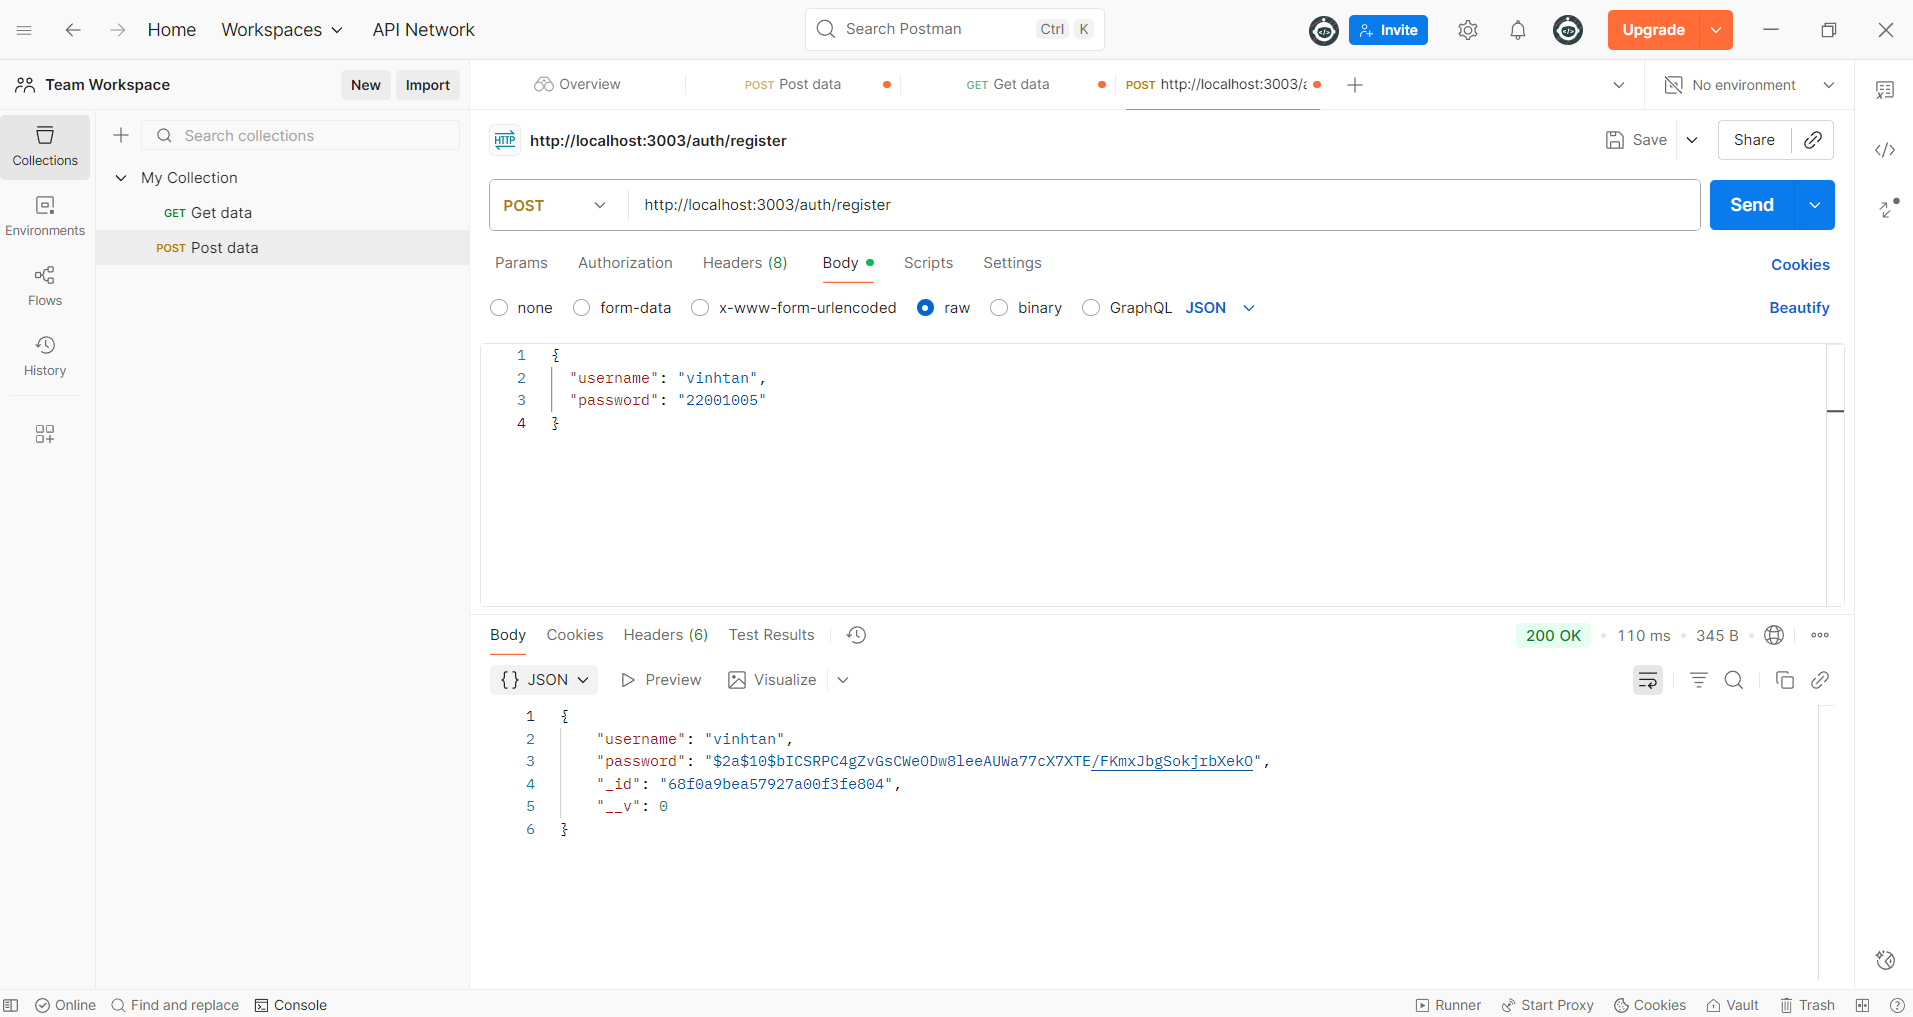 Home Workspaces API Network Search Postman Ctrl K Invite Upgrade
Team Workspace New Import Overview POST Post data GET Get data POST http://localhost:3003/a No environment
Search collections
http://localhost:3003/auth/register Save Share
Collections
My Collection
GET Get data
POST Post data
Environments
Flows
History
POST http://localhost:3003/auth/register Send
Params Authorization Headers (8) Body Scripts Settings Cookies
none form-data x-www-form-urlencoded raw binary GraphQL JSON Beautify
1 {
2 "username": "vinhtan",
3 "password": "22001005"
4 }
Body Cookies Headers (6) Test Results 200 OK 110 ms 345 B
{} JSON Preview Visualize
1 {
2 "username": "vinhtan",
3 "password": "$2a$10$bICSRPC4gZvGsCWeODw8leeAUWa77cX7XTE/FKmxJbgSokjrbXekO",
4 "_id": "68f0a9bea57927a00f3fe804",
5 "__v": 0
6 }
Online Find and replace Console Runner Start Proxy Cookies Vault Trash